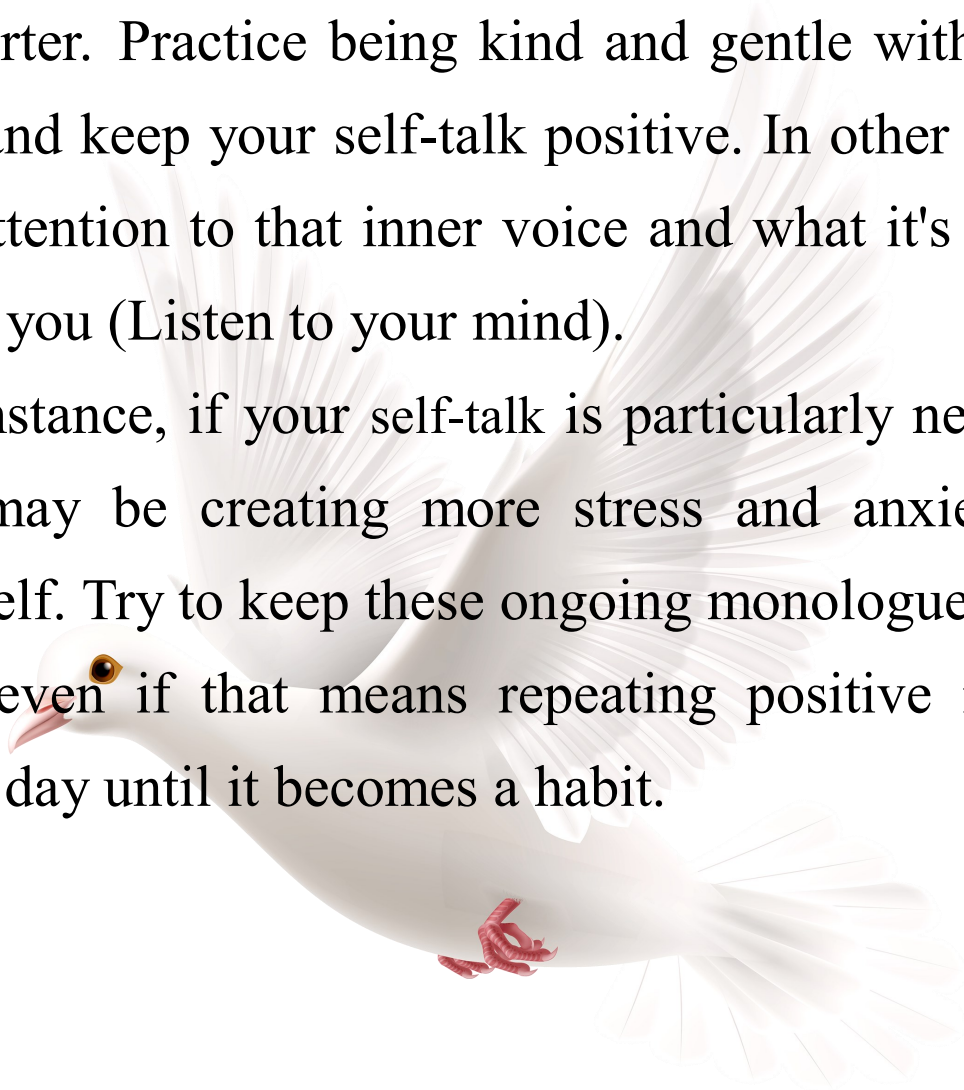 rter. Practice being kind and gentle with
and keep your self-talk positive. In other
ttention to that inner voice and what it's
you (Listen to your mind).
nstance, if your self-talk is particularly ne
may be creating more stress and anxie
elf. Try to keep these ongoing monologue
even if that means repeating positive
day until it becomes a habit.